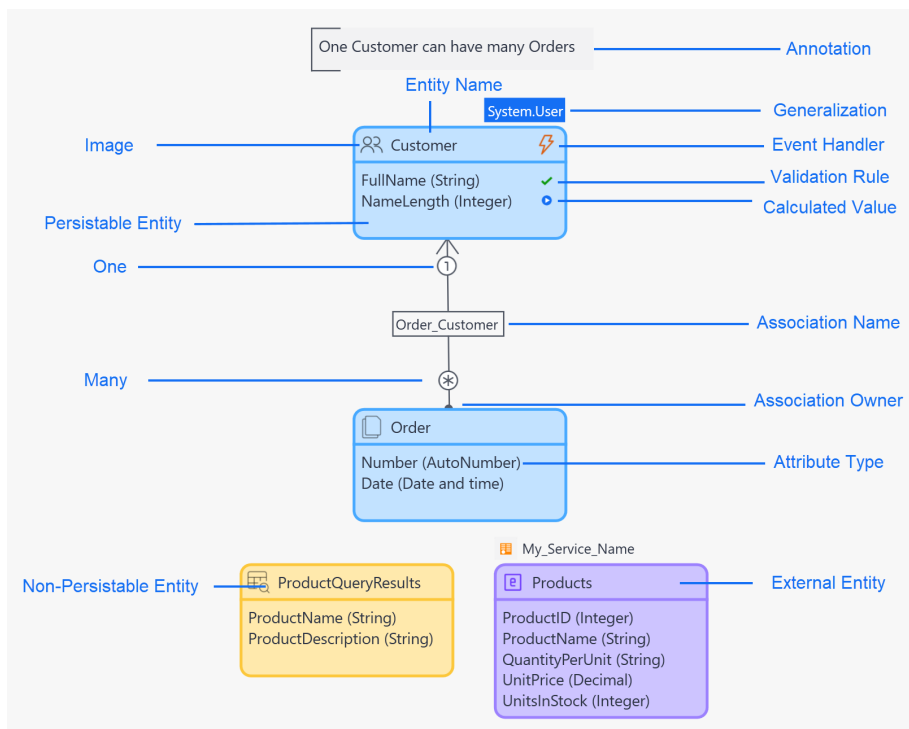 One Customer can have many Orders
Annotation
Entity Name
System.User
Generalization
Image
Customer
Event Handler
FullName (String)
Validation Rule
NameLength (Integer)
Calculated Value
Persistable Entity
One
1
Order_Customer
Association Name
Many
Association Owner
Order
Number (AutoNumber)
Attribute Type
Date (Date and time)
My_Service_Name
Non-Persistable Entity
ProductQueryResults
e
Products
External Entity
ProductName (String)
ProductDescription (String)
ProductID (Integer)
ProductName (String)
QuantityPerUnit (String)
UnitPrice (Decimal)
UnitsInStock (Integer)